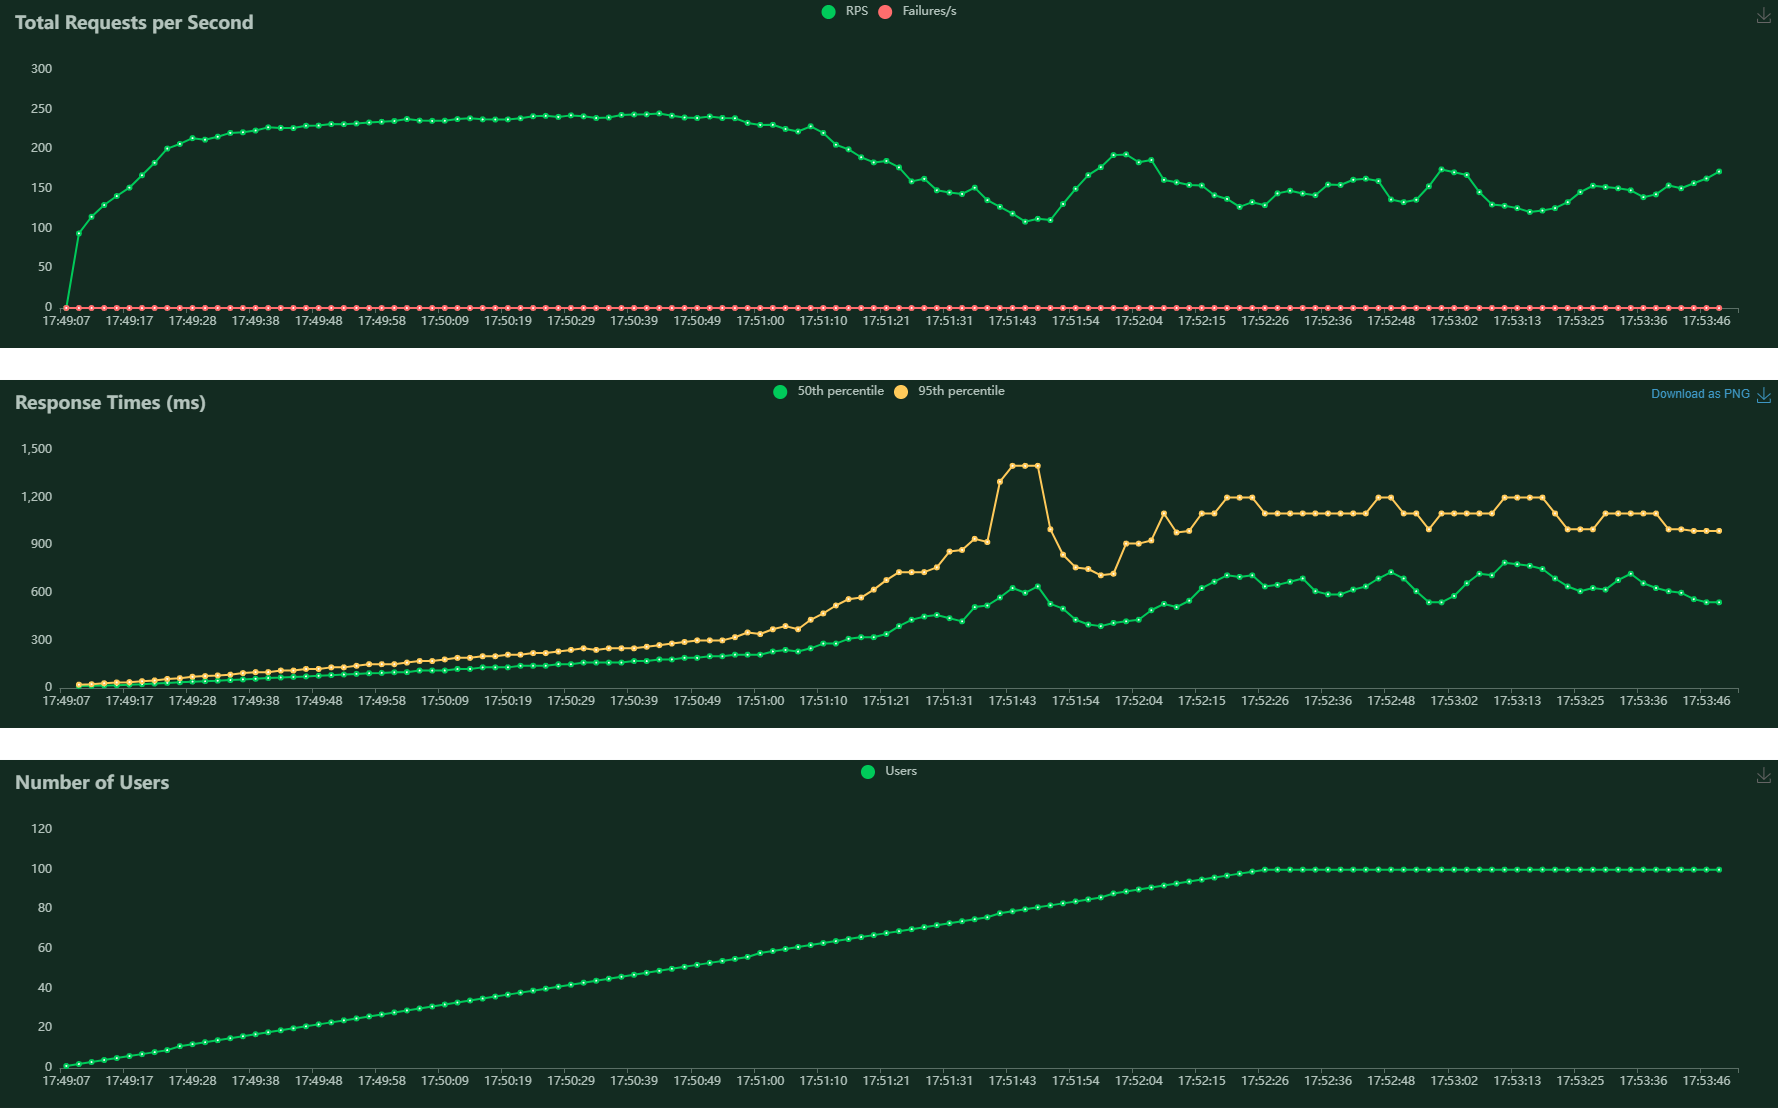 Total Requests per Second
RPS Failures/s
300
250
200
150
100
50
0
17:49:07 17:49:17 17:49:28 17:49:38 17:49:48 17:49:58 17:50:09 17:50:19 17:50:29 17:50:39 17:50:49 17:51:00 17:51:10 17:51:21 17:51:31 17:51:43 17:51:54 17:52:04 17:52:15 17:52:26 17:52:36 17:52:48 17:53:02 17:53:13 17:53:25 17:53:36 17:53:46
Response Times (ms)
50th percentile 95th percentile
Download as PNG
1,500
1,200
900
600
300
0
17:49:07 17:49:17 17:49:28 17:49:38 17:49:48 17:49:58 17:50:09 17:50:19 17:50:29 17:50:39 17:50:49 17:51:00 17:51:10 17:51:21 17:51:31 17:51:43 17:51:54 17:52:04 17:52:15 17:52:26 17:52:36 17:52:48 17:53:02 17:53:13 17:53:25 17:53:36 17:53:46
Number of Users
Users
120
100
80
60
40
20
0
17:49:07 17:49:17 17:49:28 17:49:38 17:49:48 17:49:58 17:50:09 17:50:19 17:50:29 17:50:39 17:50:49 17:51:00 17:51:10 17:51:21 17:51:31 17:51:43 17:51:54 17:52:04 17:52:15 17:52:26 17:52:36 17:52:48 17:53:02 17:53:13 17:53:25 17:53:36 17:53:46